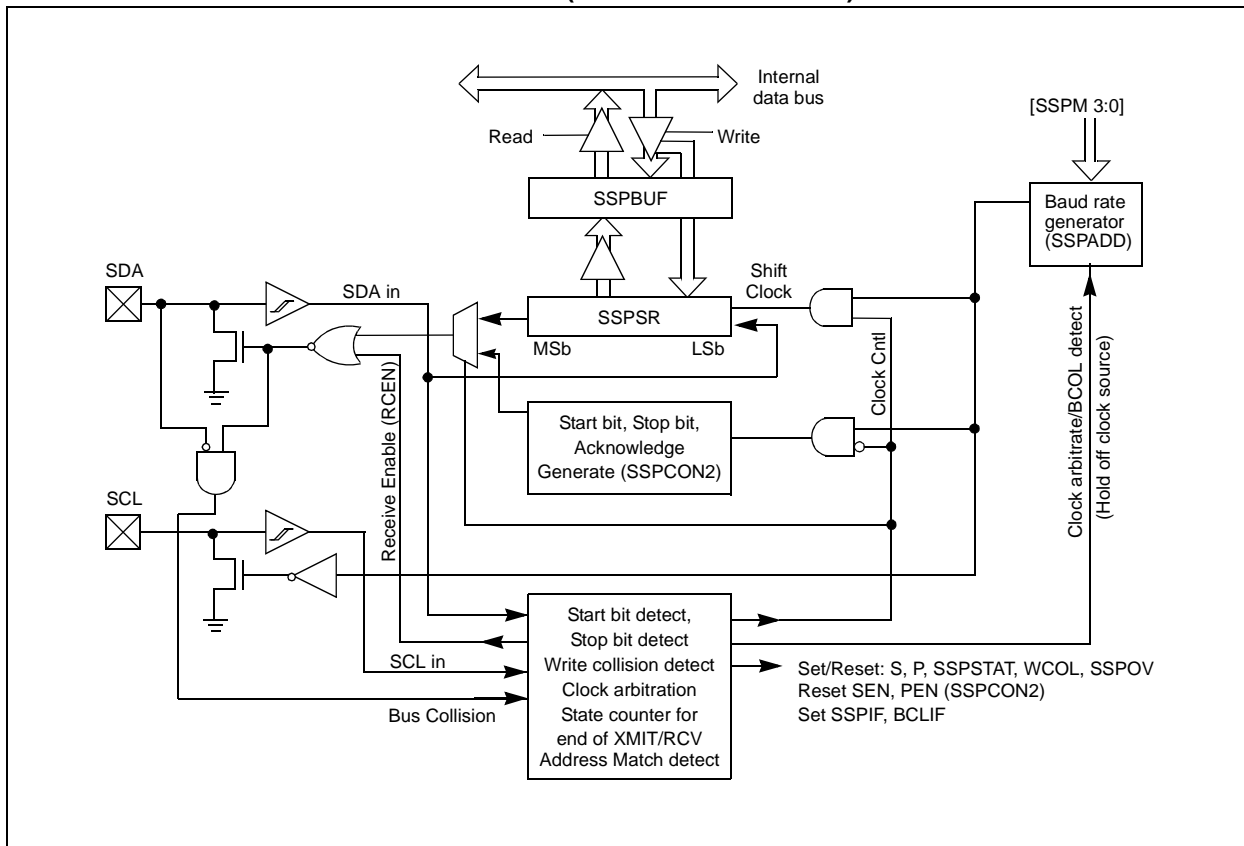 Internal
data bus
[SSPM 3:0]
Read
Write
SSPBUF
Baud rate
generator
(SSPADD)
SDA
Shift
Clock
SDA in
SSPSR
MSb
LSb
Clock Cntl
Receive Enable (RCEN)
Start bit, Stop bit,
Acknowledge
Generate (SSPCON2)
Clock arbitrate/BCOL detect
(Hold off clock source)
SCL
Start bit detect,
Stop bit detect
Write collision detect
Clock arbitration
State counter for
end of XMIT/RCV
Address Match detect
SCL in
Bus Collision
Set/Reset: S, P, SSPSTAT, WCOL, SSPOV
Reset SEN, PEN (SSPCON2)
Set SSPIF, BCLIF